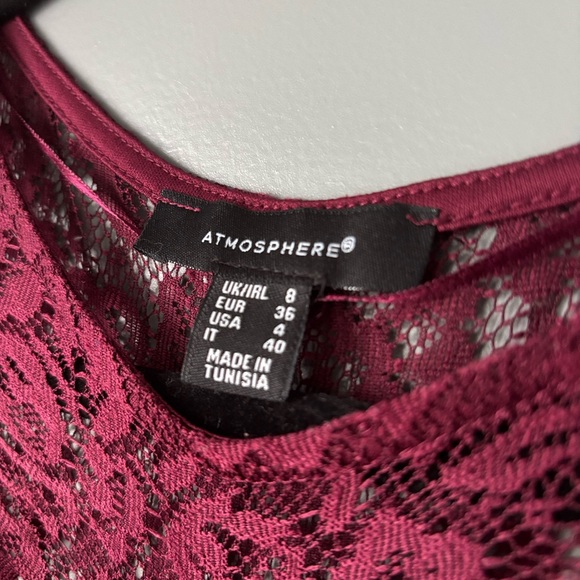 ATMOSPHERE®
UK/IRL 8
EUR 36
USA 4
IT 40
MADE IN
TUNISIA